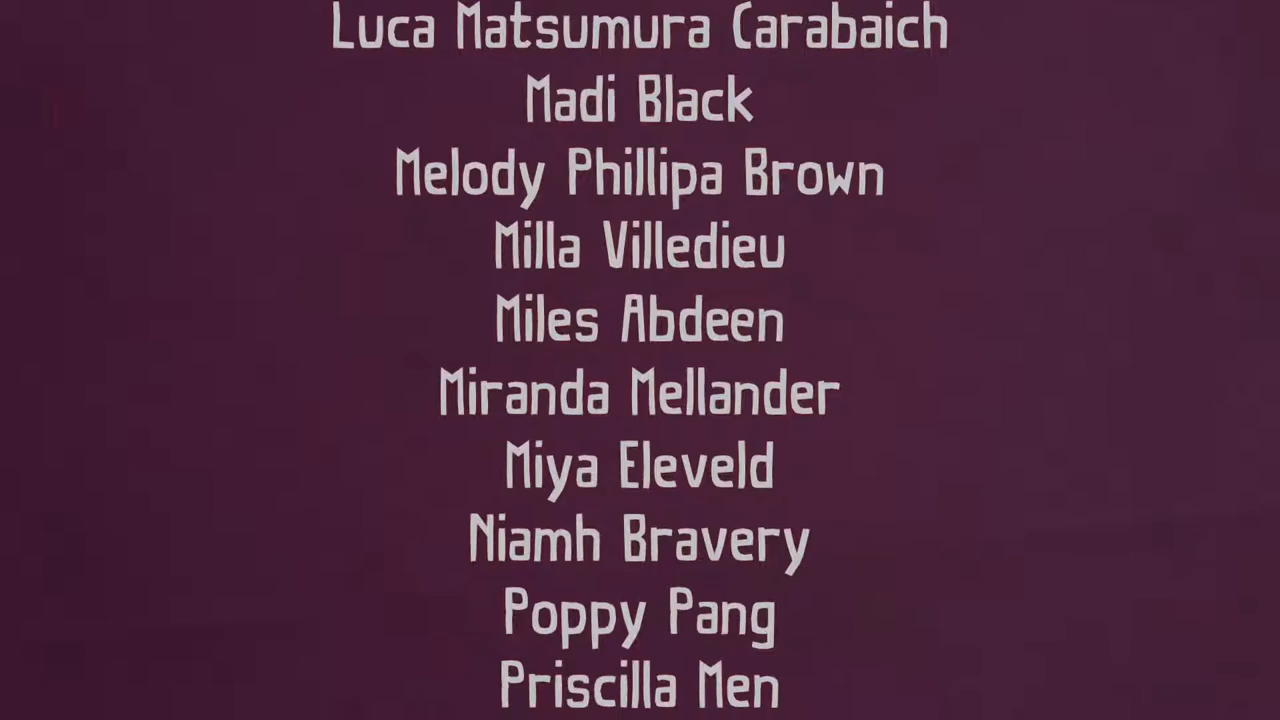 Luca Matsumura Carabaich
Madi Black
Melody Phillipa Brown
Milla Villedieu
Miles Abdeen
Miranda Mellander
Miya Eleveld
Niamh Bravery
Poppy Pang
Priscilla Men